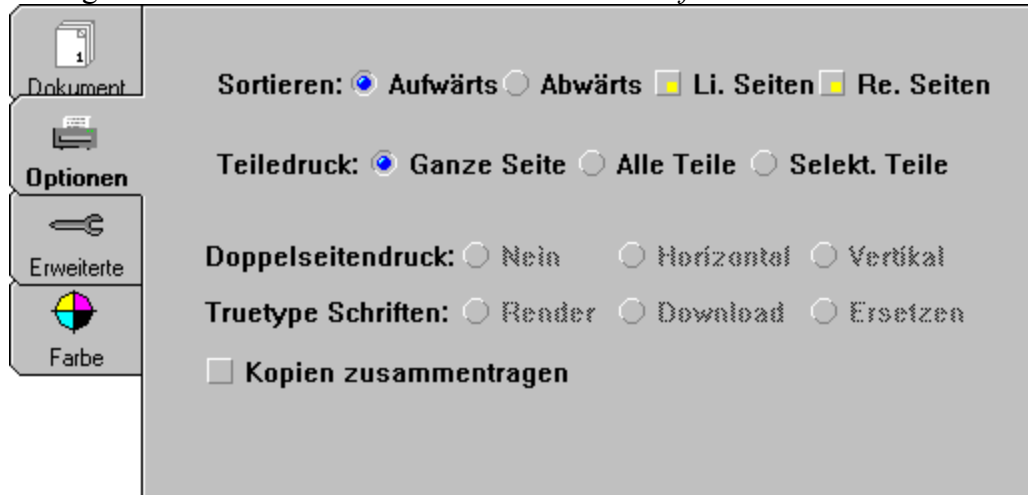 1
Dokument
Optionen
Erweiterte
Farbe
Sortieren: Aufwärts Abwärts Li. Seiten Re. Seiten
Teiledruck: Ganze Seite Alle Teile Selekt. Teile
Doppelseitendruck: Nein Horizontal Vertikal
Truetype Schriften: Render Download Ersetzen
Kopien zusammentragen